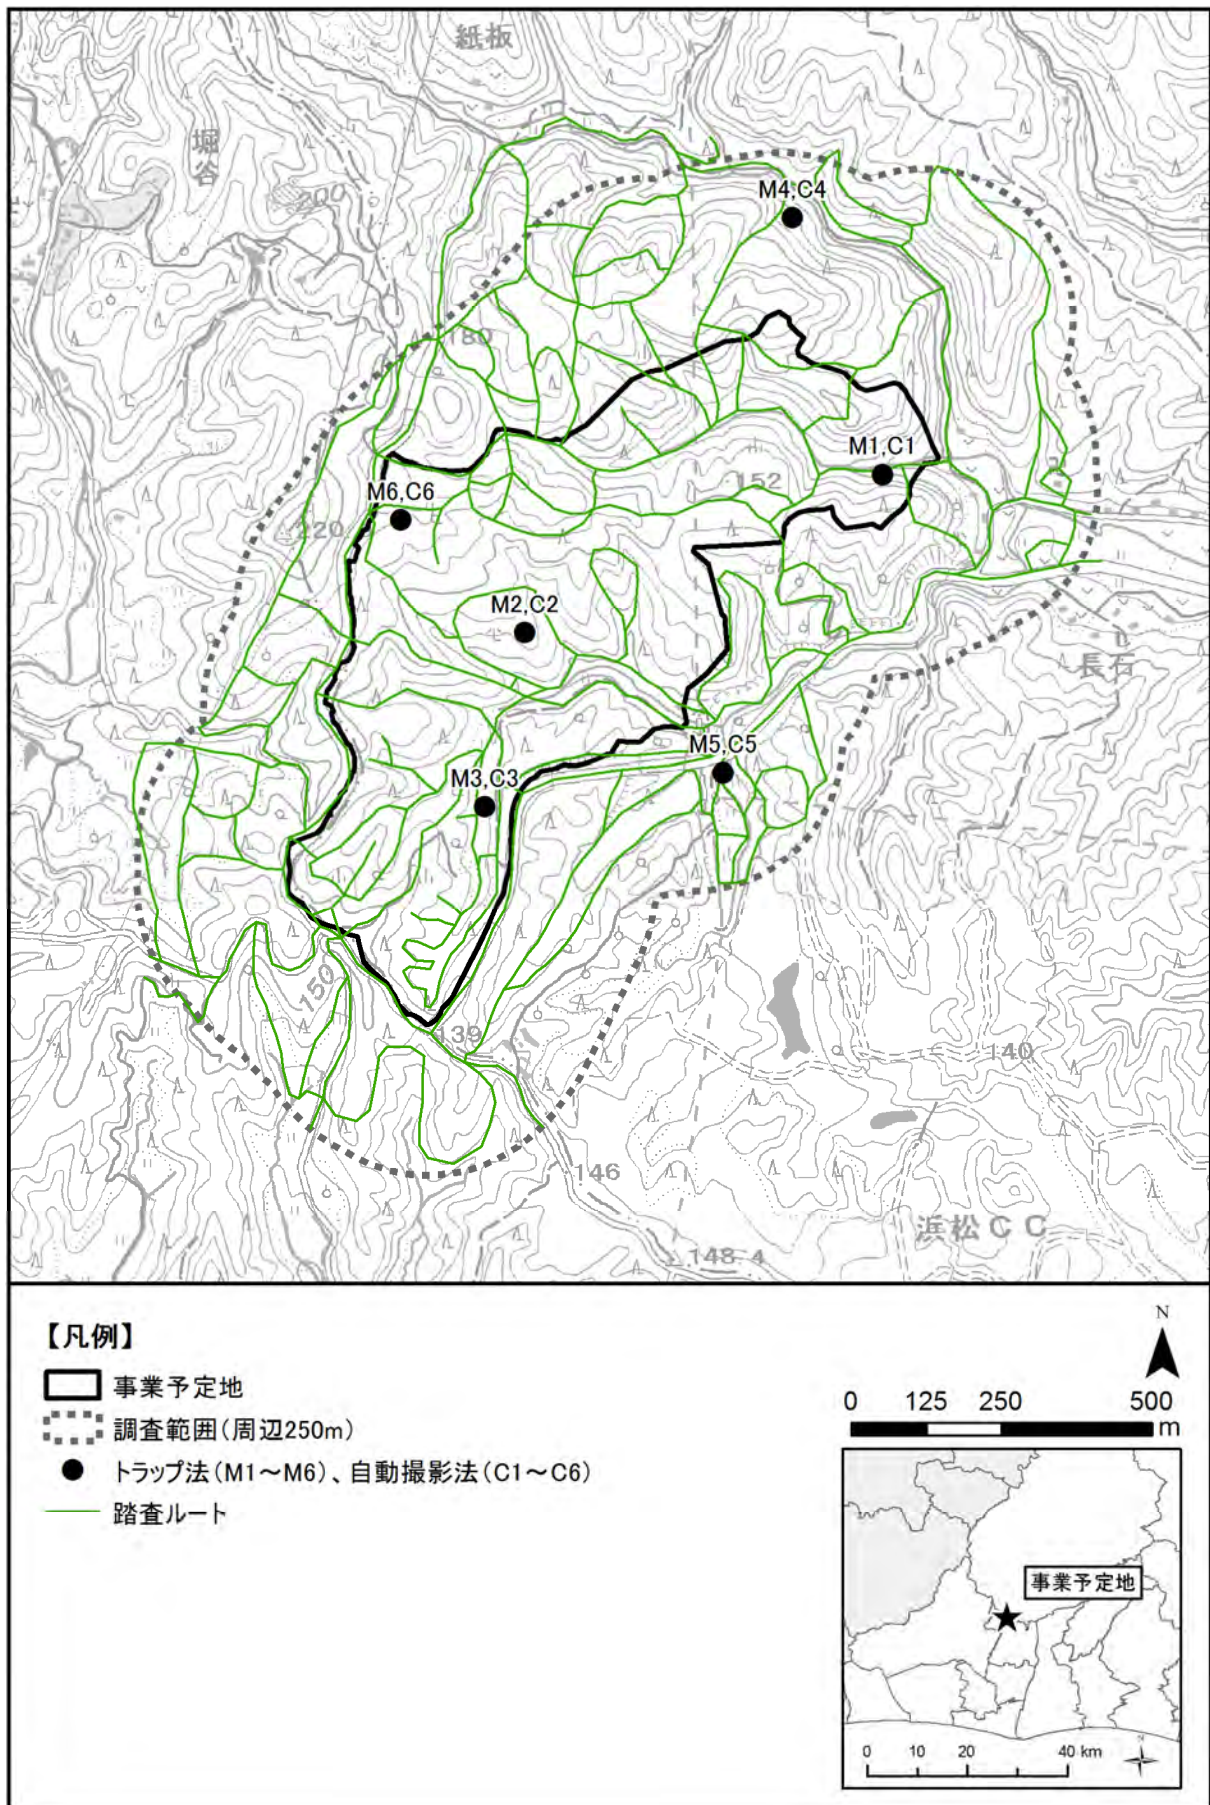 紙板
堀谷
200
M4,C4
180
M1,C1
152
M6,C6
220
M2,C2
長石
M5,C5
M3,C3
150
139
140
146
浜松CC
148.4
【凡例】
事業予定地
調査範囲(周辺250m)
トラップ法(M1～M6)、自動撮影法(C1～C6)
踏査ルート
N
0 125 250 500
m
事業予定地
0 10 20 40 km
N